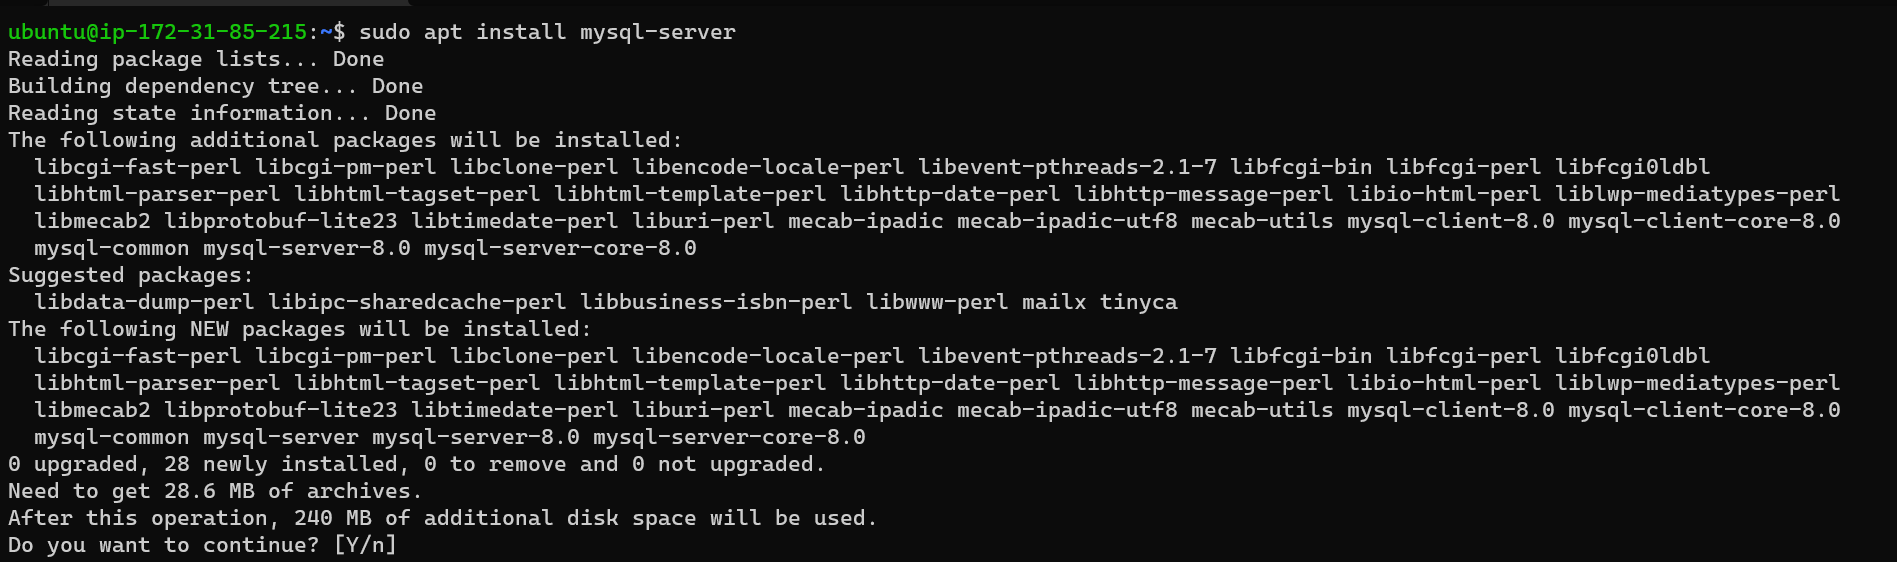 ubuntu@ip-172-31-85-215:~$ sudo apt install mysql-server
Reading package lists... Done
Building dependency tree... Done
Reading state information... Done
The following additional packages will be installed:
  libcgi-fast-perl libcgi-pm-perl libclone-perl libencode-locale-perl libevent-pthreads-2.1-7 libfcgi-bin libfcgi-perl libfcgi0ldbl
  libhtml-parser-perl libhtml-tagset-perl libhtml-template-perl libhttp-date-perl libhttp-message-perl libio-html-perl liblwp-mediatypes-perl
  libmecab2 libprotobuf-lite23 libtimedate-perl liburi-perl mecab-ipadic mecab-ipadic-utf8 mecab-utils mysql-client-8.0 mysql-client-core-8.0
  mysql-common mysql-server-8.0 mysql-server-core-8.0
Suggested packages:
  libdata-dump-perl libipc-sharedcache-perl libbusiness-isbn-perl libwww-perl mailx tinyca
The following NEW packages will be installed:
  libcgi-fast-perl libcgi-pm-perl libclone-perl libencode-locale-perl libevent-pthreads-2.1-7 libfcgi-bin libfcgi-perl libfcgi0ldbl
  libhtml-parser-perl libhtml-tagset-perl libhtml-template-perl libhttp-date-perl libhttp-message-perl libio-html-perl liblwp-mediatypes-perl
  libmecab2 libprotobuf-lite23 libtimedate-perl liburi-perl mecab-ipadic mecab-ipadic-utf8 mecab-utils mysql-client-8.0 mysql-client-core-8.0
  mysql-common mysql-server mysql-server-8.0 mysql-server-core-8.0
0 upgraded, 28 newly installed, 0 to remove and 0 not upgraded.
Need to get 28.6 MB of archives.
After this operation, 240 MB of additional disk space will be used.
Do you want to continue? [Y/n]